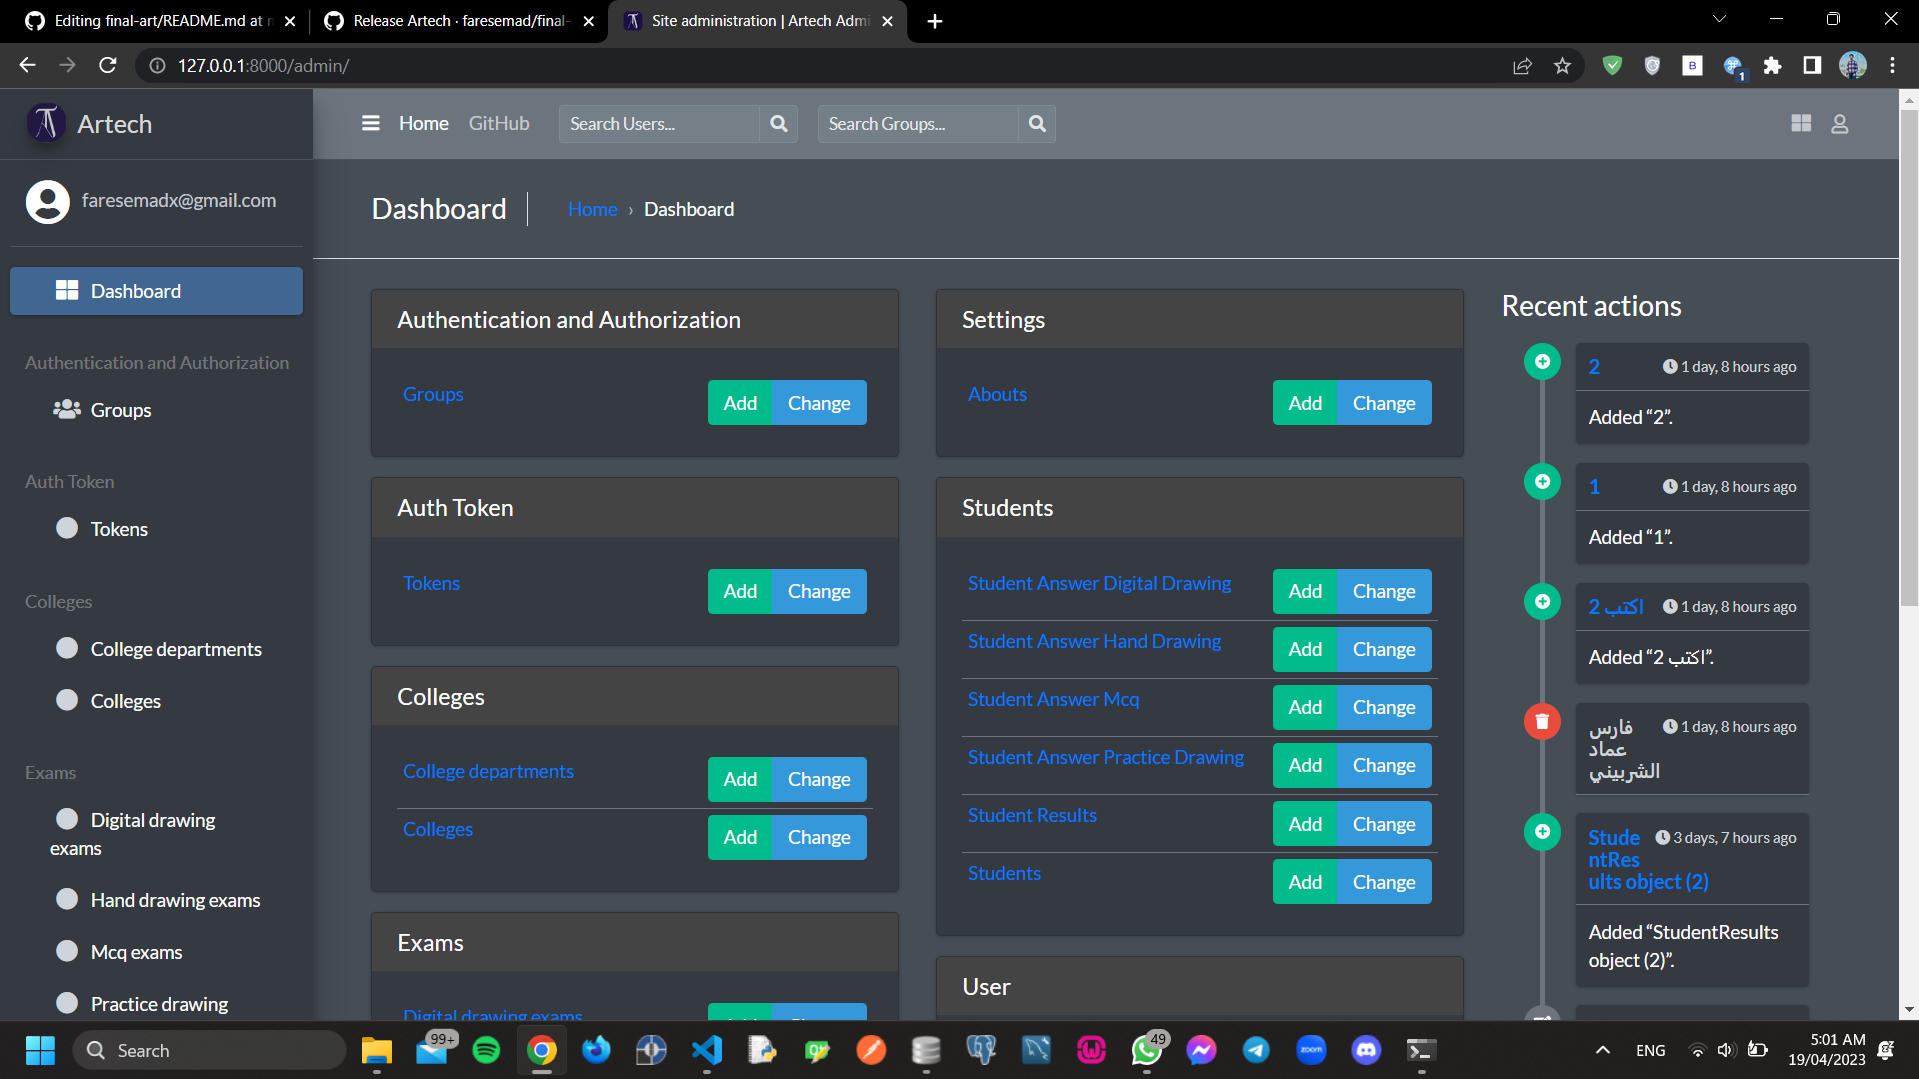 Editing final-art/README.md at m
Release Artech · faresemad/final-
Site administration | Artech Admi
127.0.0.1:8000/admin/
B
1
Artech
Home
GitHub
Search Users...
Search Groups...
faresemadx@gmail.com
Dashboard
Home › Dashboard
Dashboard
Authentication and Authorization
Groups
Auth Token
Tokens
Colleges
College departments
Colleges
Exams
Digital drawing
exams
Hand drawing exams
Mcq exams
Practice drawing
Authentication and Authorization
Groups
Add Change
Auth Token
Tokens
Add Change
Colleges
College departments
Add Change
Colleges
Add Change
Exams
Digital drawing exams
Settings
Abouts
Add Change
Students
Student Answer Digital Drawing
Add Change
Student Answer Hand Drawing
Add Change
Student Answer Mcq
Add Change
Student Answer Practice Drawing
Add Change
Student Results
Add Change
Students
Add Change
User
Recent actions
2 1 day, 8 hours ago
Added “2”.
1 1 day, 8 hours ago
Added “1”.
اكتب 2 1 day, 8 hours ago
Added “اكتب 2”.
فارس 1 day, 8 hours ago
عماد
الشربيني
Stude 3 days, 7 hours ago
ntRes
ults object (2)
Added “StudentResults
object (2)”.
Search
99+
49
zoom
ENG
5:01 AM
19/04/2023